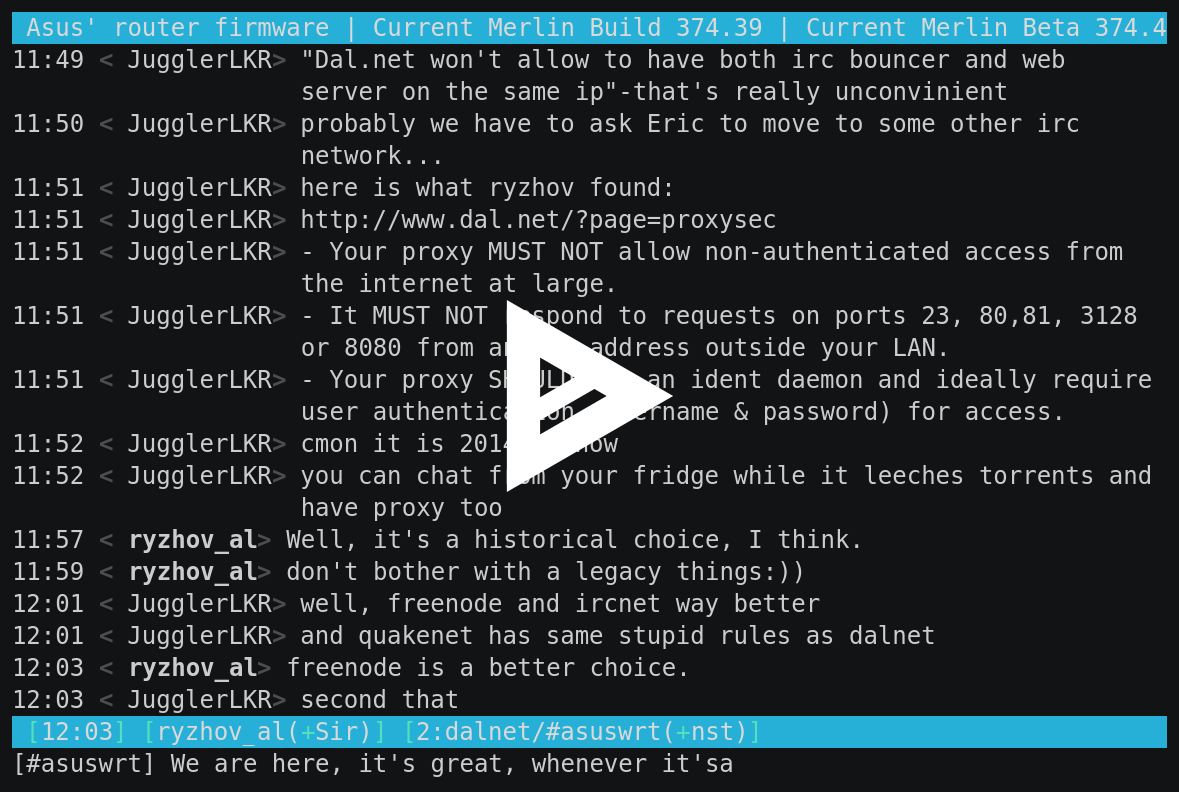 Asus' router firmware | Current Merlin Build 374.39 | Current Merlin Beta 374.4
11:49 < JugglerLKR> "Dal.net won't allow to have both irc bouncer and web
server on the same ip"-that's really unconvinient
11:50 < JugglerLKR> probably we have to ask Eric to move to some other irc
network...
11:51 < JugglerLKR> here is what ryzhov found:
11:51 < JugglerLKR> http://www.dal.net/?page=proxysec
11:51 < JugglerLKR> - Your proxy MUST NOT allow non-authenticated access from
the internet at large.
11:51 < JugglerLKR> - It MUST NOT respond to requests on ports 23, 80,81, 3128
or 8080 from address outside your LAN.
11:51 < JugglerLKR> - Your proxy SHOULD an ident daemon and ideally require
user authentication (username & password) for access.
11:52 < JugglerLKR> cmon it is 2014 now
11:52 < JugglerLKR> you can chat from your fridge while it leeches torrents and
have proxy too
11:57 < ryzhov_al> Well, it's a historical choice, I think.
11:59 < ryzhov_al> don't bother with a legacy things:))
12:01 < JugglerLKR> well, freenode and ircnet way better
12:01 < JugglerLKR> and quakenet has same stupid rules as dalnet
12:03 < ryzhov_al> freenode is a better choice.
12:03 < JugglerLKR> second that
[12:03] [ryzhov_al(+Sir)] [2:dalnet/#asuswrt(+nst)]
[#asuswrt] We are here, it's great, whenever it'sa